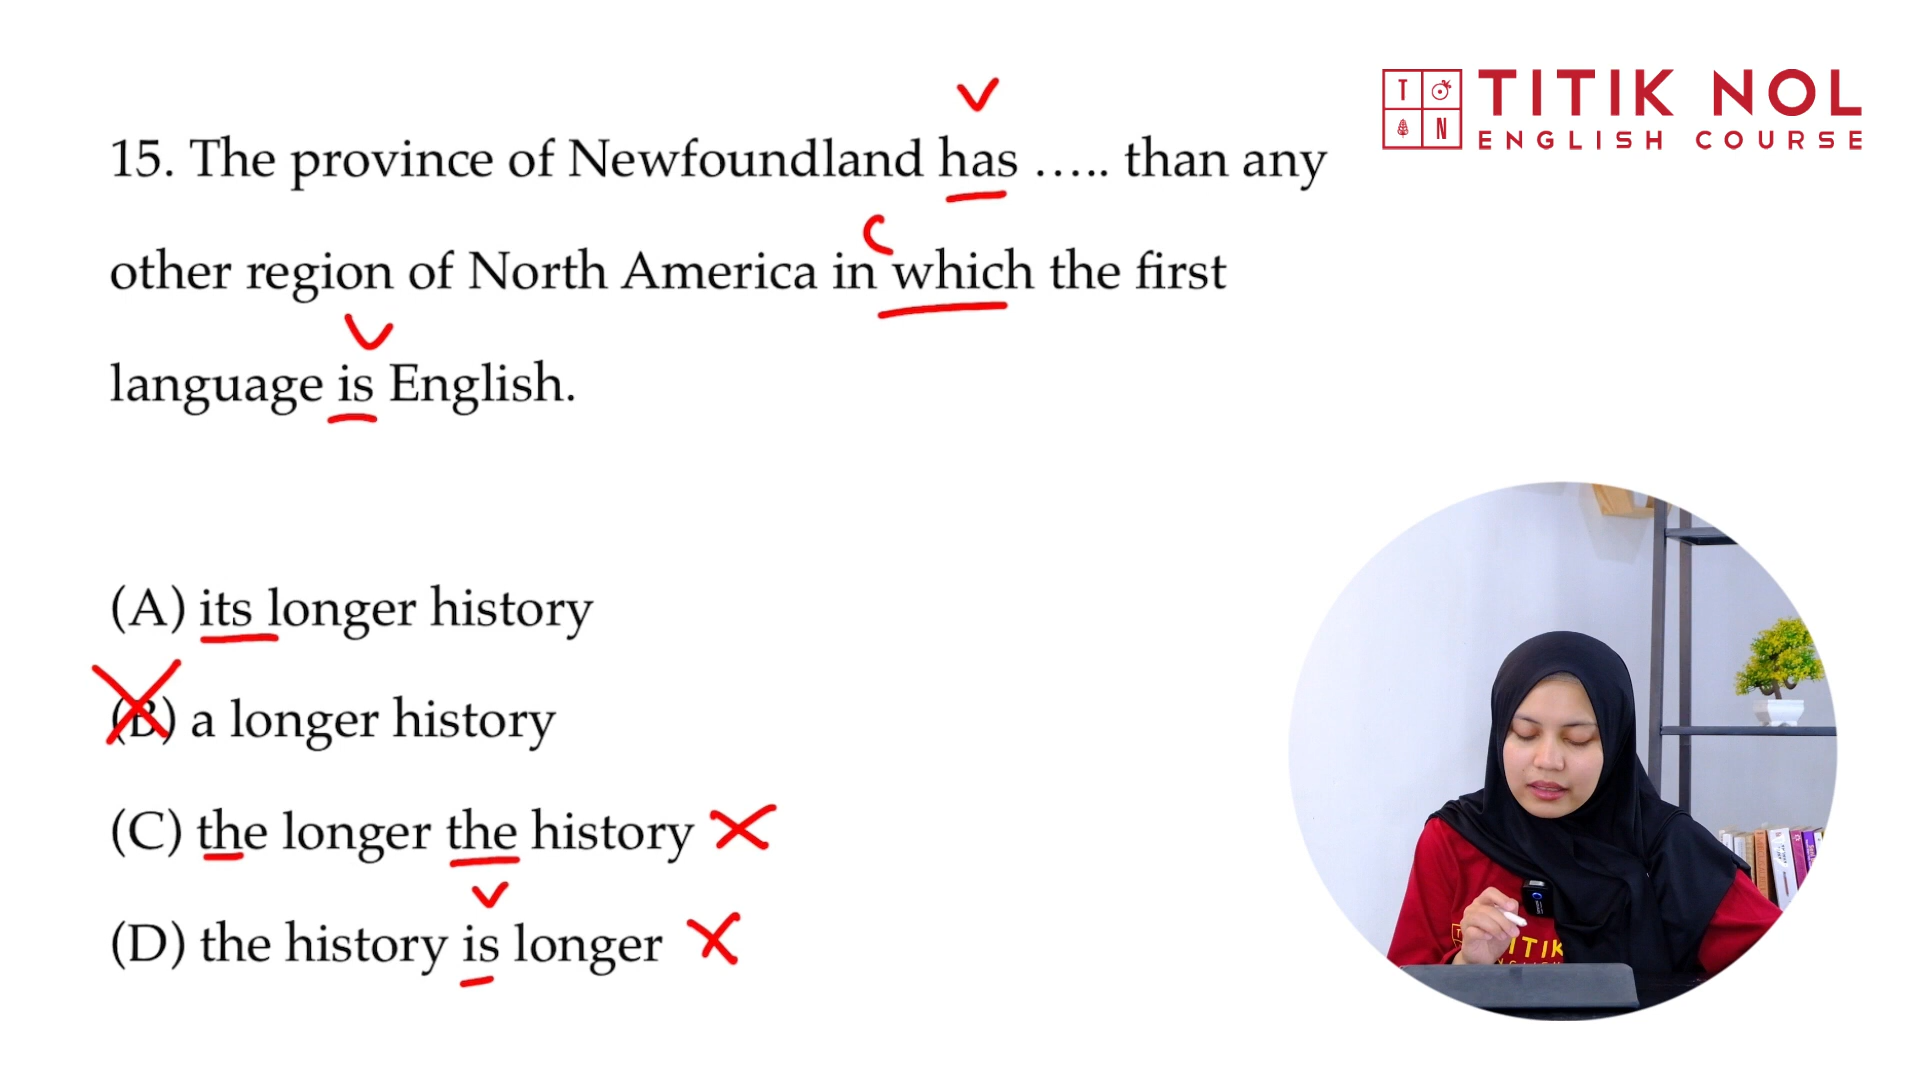 TITIK NOL
ENGLISH COURSE
T
N
15. The province of Newfoundland has ..... than any
other region of North America in which the first
language is English.
(A) its longer history
(B) a longer history
(C) the longer the history
(D) the history is longer
TITIK